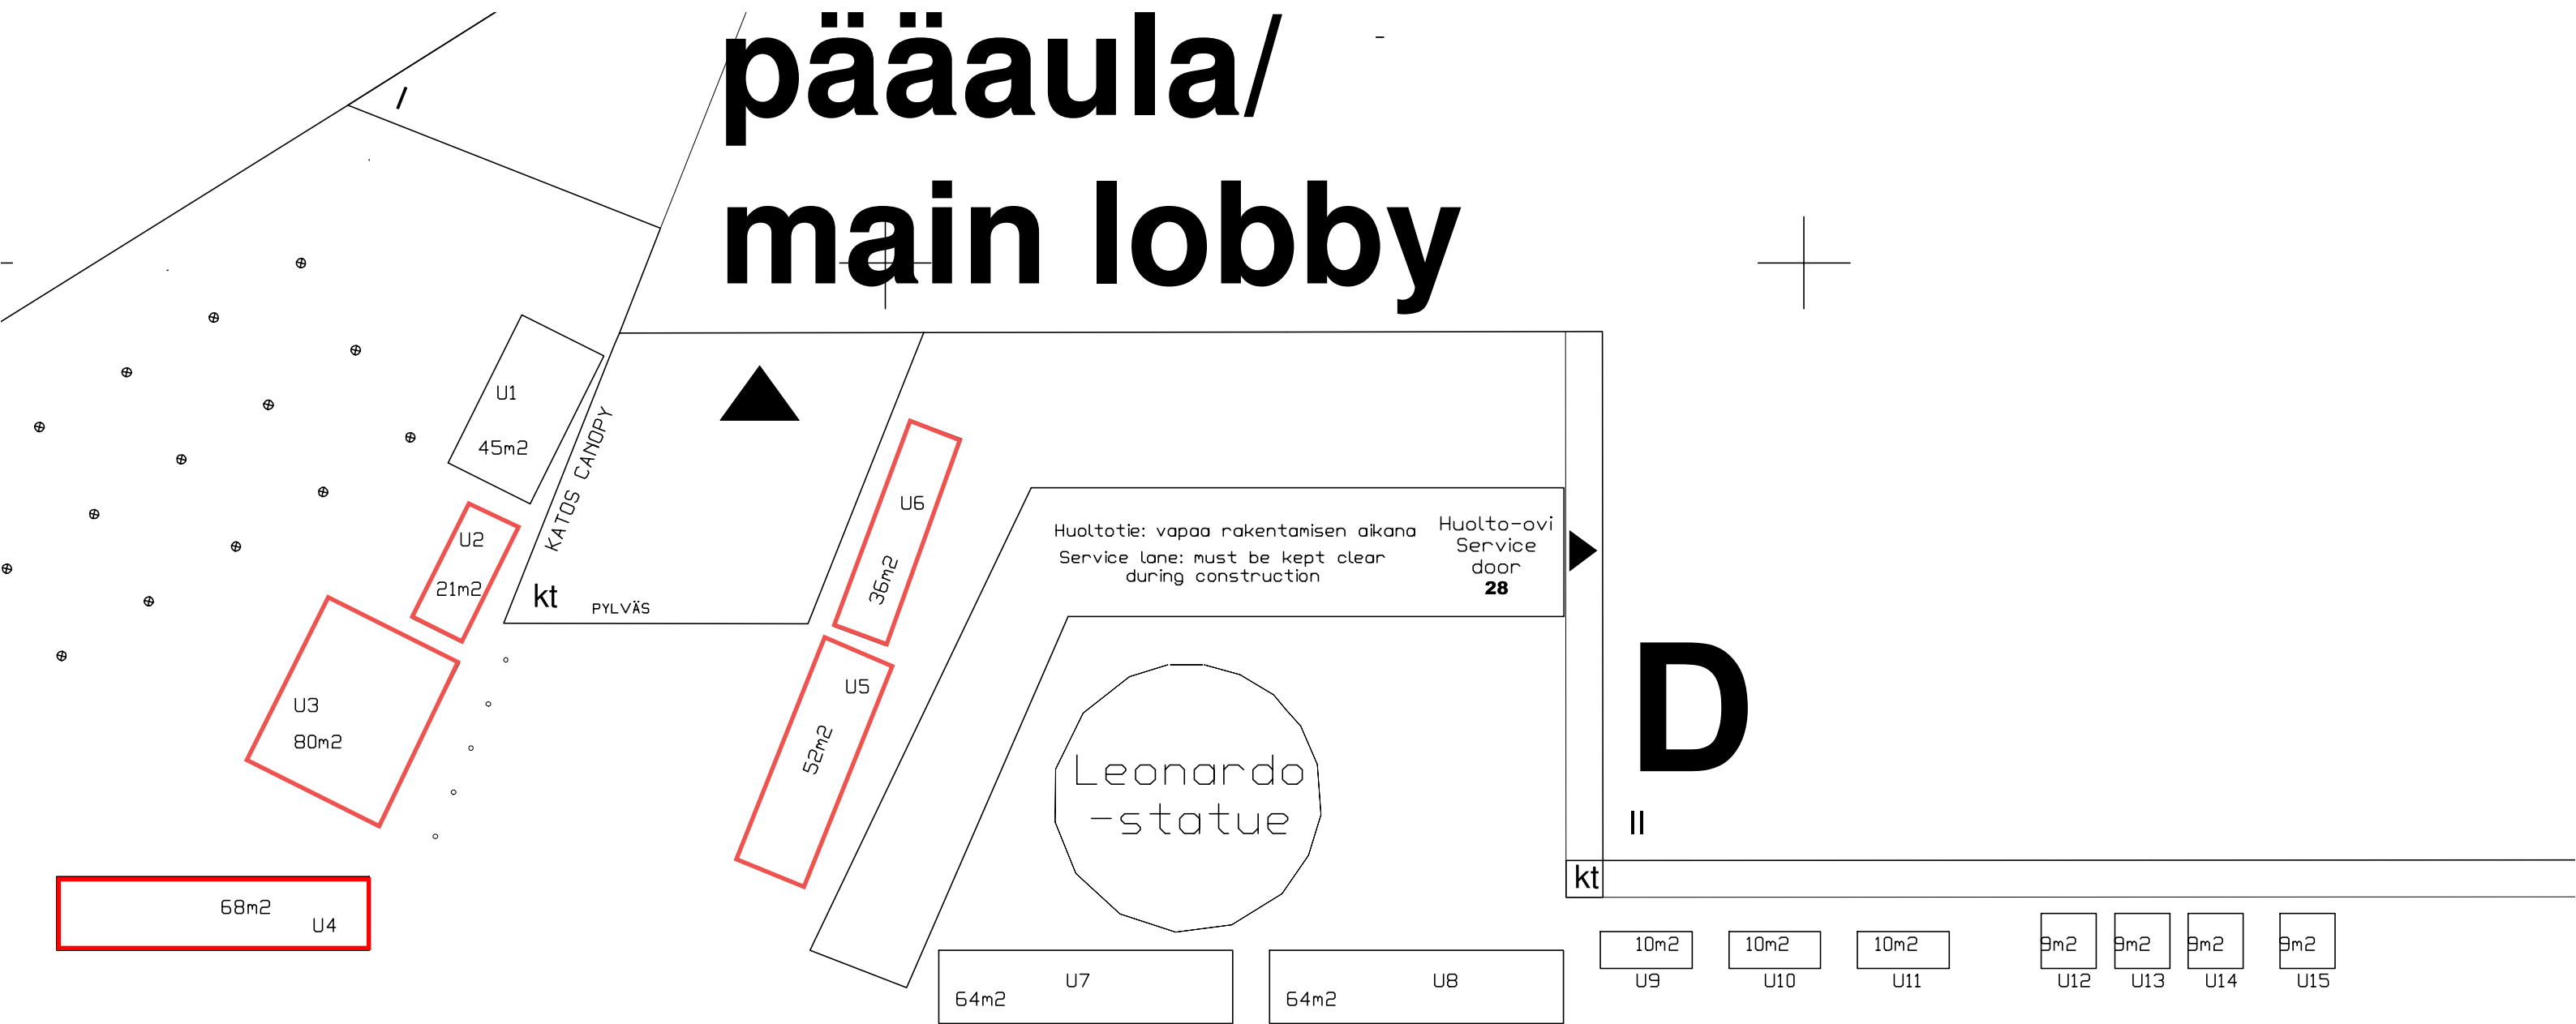 pääaula/
main lobby
I
U1
45m2
KATOS CANOPY
U2
21m2
kt
PYLVÄS
U3
80m2
68m2
U4
U6
36m2
U5
52m2
Huoltotie: vapaa rakentamisen aikana
Service lane: must be kept clear
during construction
Huolto-ovi
Service
door
28
Leonardo
-statue
D
II
kt
U7
64m2
U8
64m2
10m2
U9
10m2
U10
10m2
U11
9m2
U12
9m2
U13
9m2
U14
9m2
U15